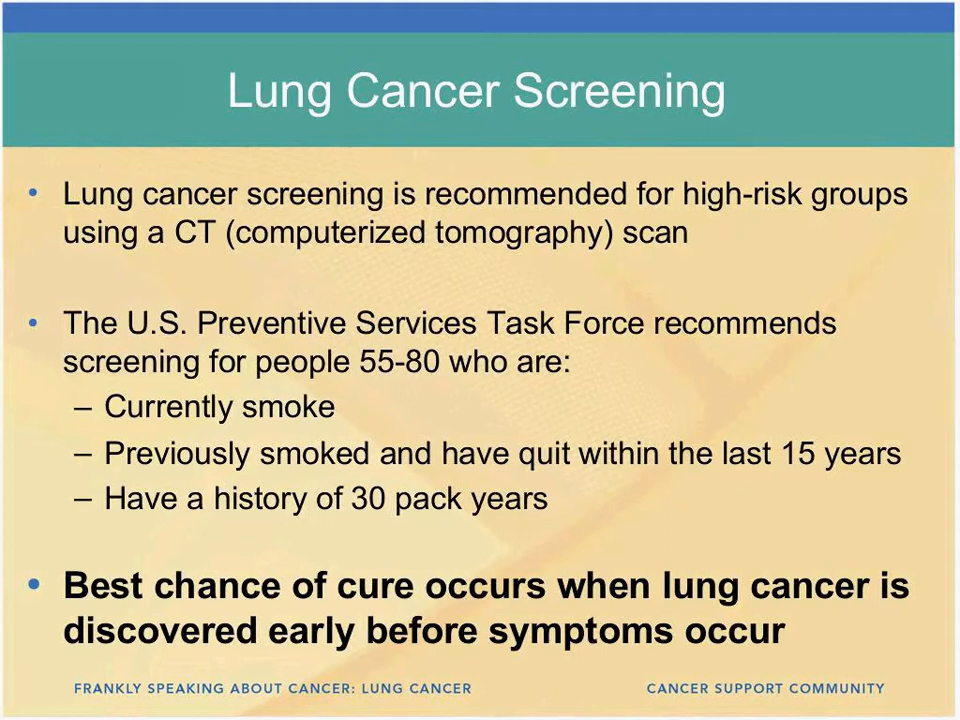 Lung Cancer Screening
• Lung cancer screening is recommended for high-risk groups
using a CT (computerized tomography) scan
• The U.S. Preventive Services Task Force recommends
screening for people 55-80 who are:
– Currently smoke
– Previously smoked and have quit within the last 15 years
– Have a history of 30 pack years
• Best chance of cure occurs when lung cancer is
discovered early before symptoms occur
FRANKLY SPEAKING ABOUT CANCER: LUNG CANCER
CANCER SUPPORT COMMUNITY